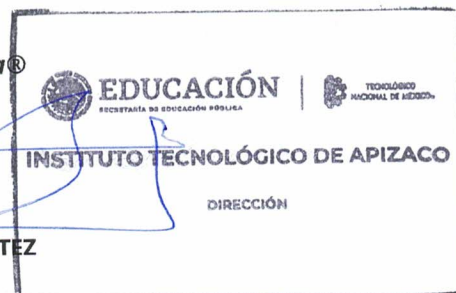 a®
EDUCACIÓN
SECRETARÍA DE EDUCACIÓN PÚBLICA
TECNOLÓGICO
NACIONAL DE MÉXICO
INSTITUTO TECNOLÓGICO DE APIZACO
DIRECCIÓN
TEZ